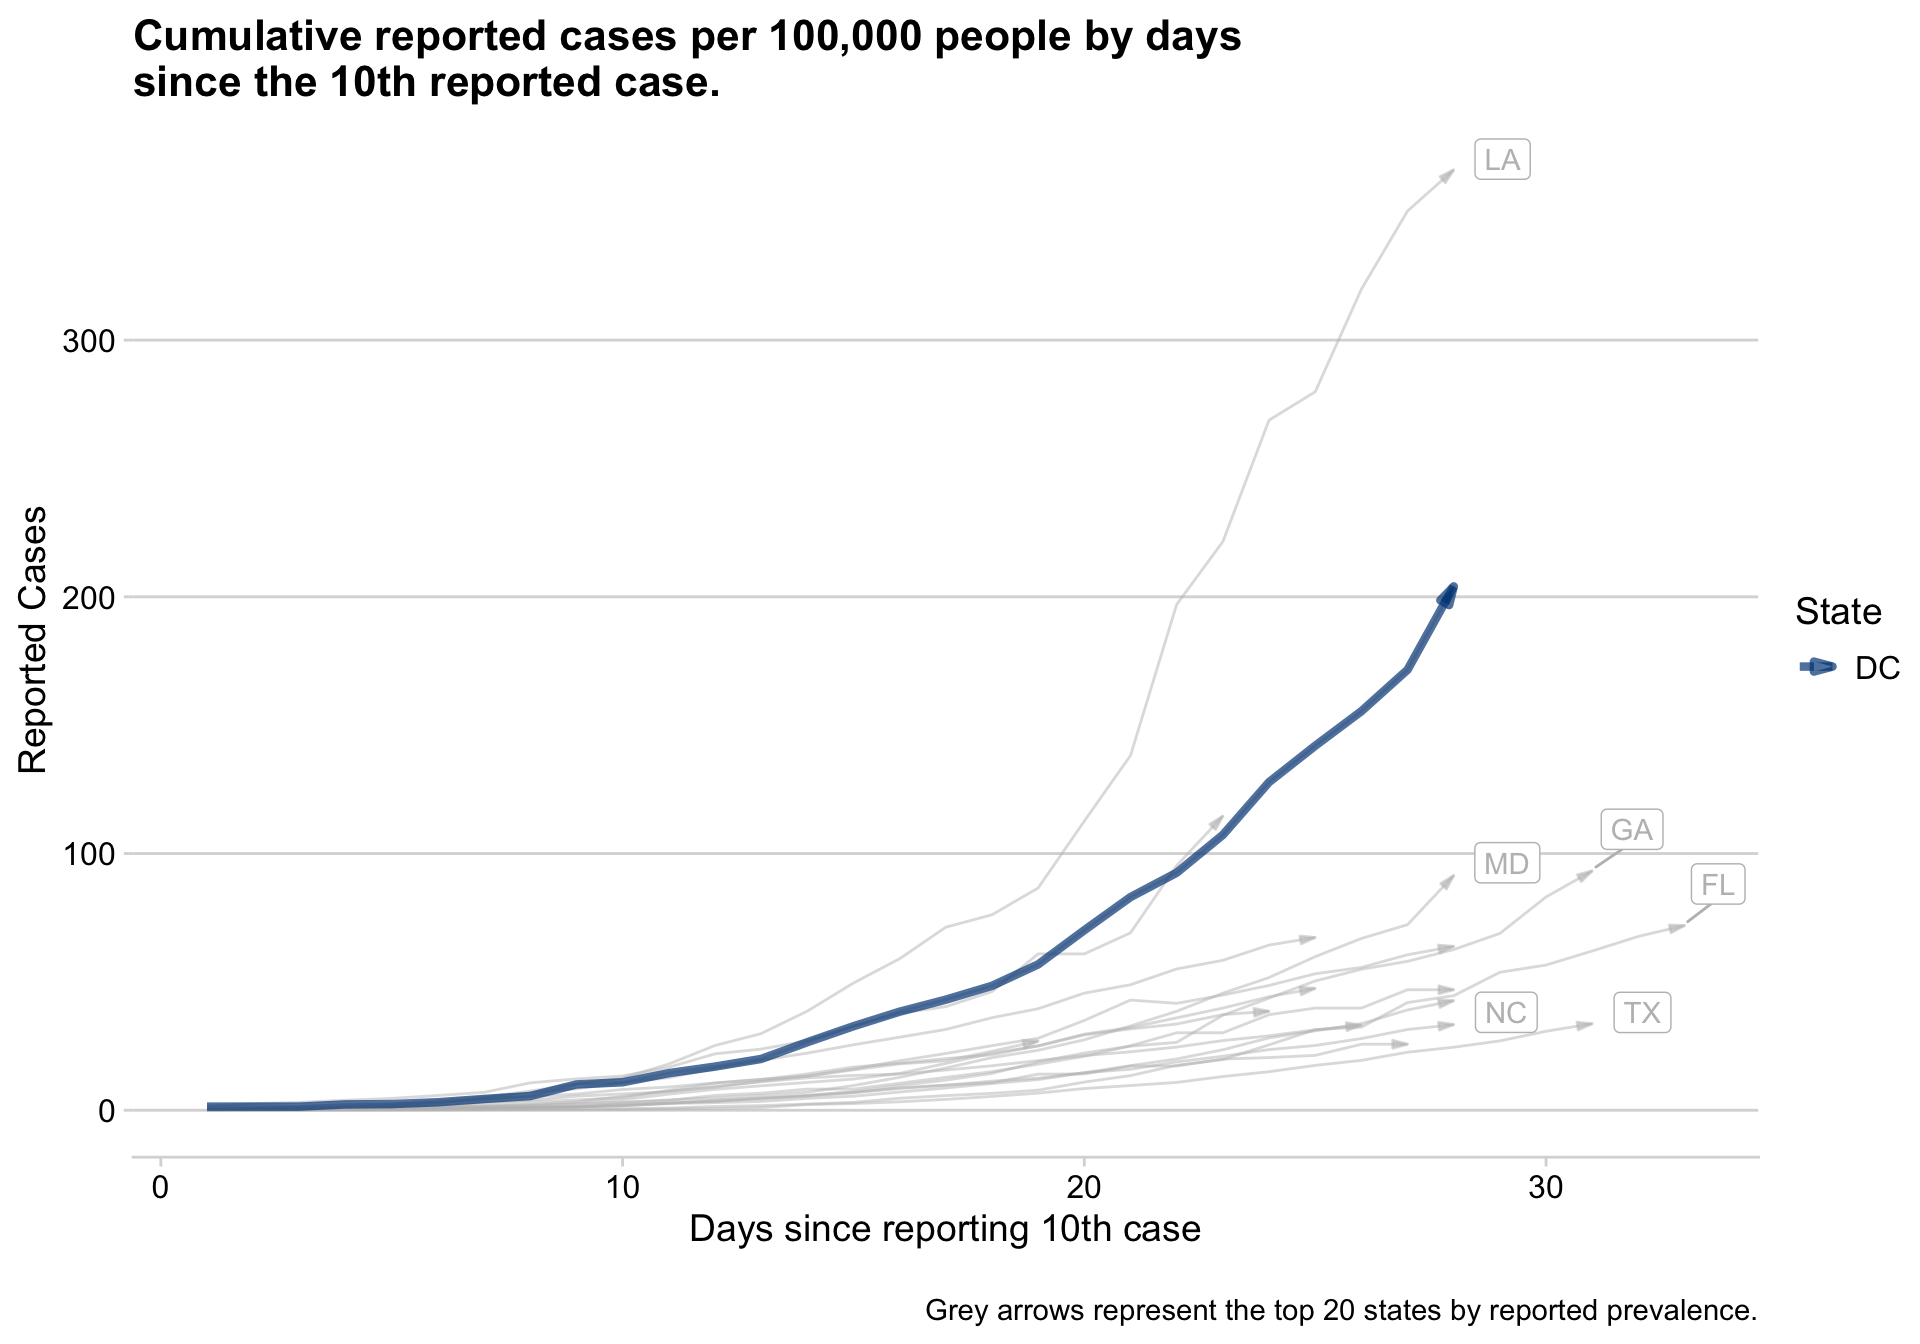 Cumulative reported cases per 100,000 people by days
since the 10th reported case.
LA
300
200
100
0
Reported Cases
State
DC
GA
MD
FL
NC
TX
0
10
20
30
Days since reporting 10th case
Grey arrows represent the top 20 states by reported prevalence.